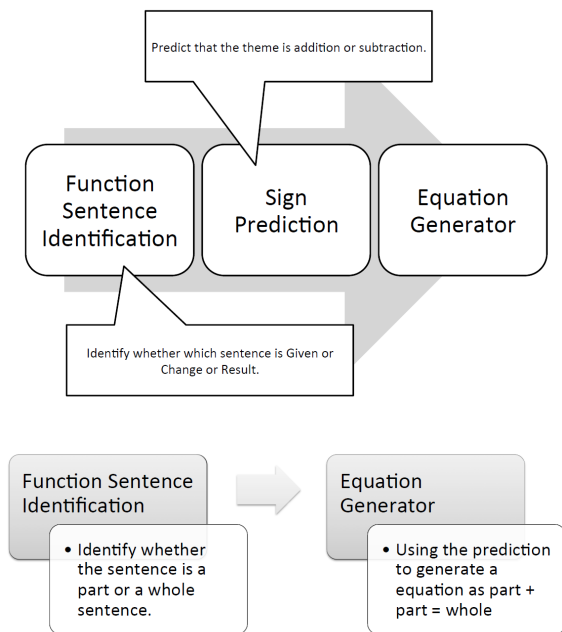 Predict that the theme is addition or subtraction.
Function
Sentence
Identification
Sign
Prediction
Equation
Generator
Identify whether which sentence is Given or
Change or Result.
Function Sentence
Identification
• Identify whether
the sentence is a
part or a whole
sentence.
Equation
Generator
• Using the prediction
to generate a
equation as part +
part = whole